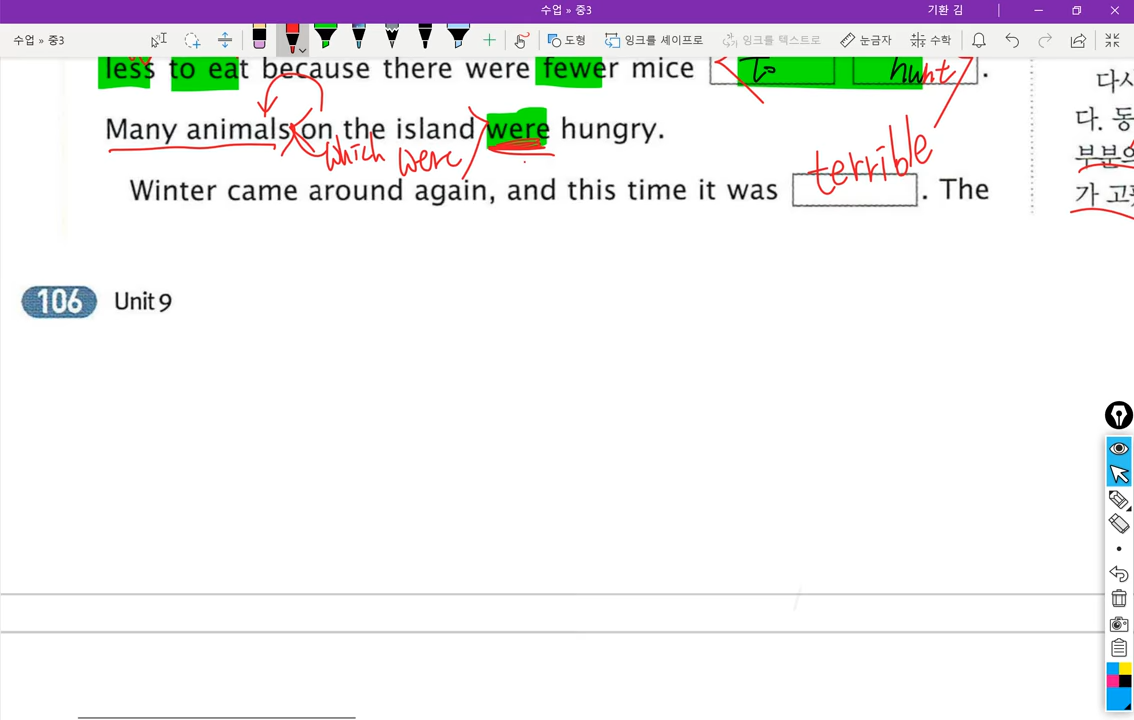 수업 » 중3
기환 김
수업 » 중3
도형
잉크를 셰이프로
잉크를 텍스트로
눈금자
수학
less to eat because there were fewer mice to hunt.
Many animals on the island were hungry.
which were
terrible
Winter came around again, and this time it was . The
다시
다. 동
부분의
가 고
106 Unit 9